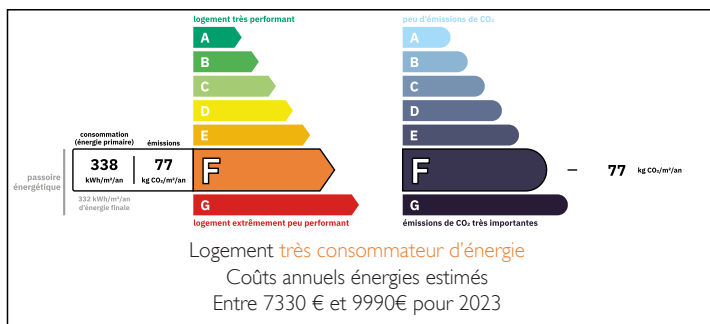 logement très performant
A
B
C
D
E
consommation
(énergie primaire)
émissions
338
kWh/m²/an
77
kg CO₂/m²/an
F
passoire
énergétique
332 kWh/m²/an
d'énergie finale
G
logement extrêmement peu performant
peu d'émissions de CO₂
A
B
C
D
E
F
77 kg CO₂/m²/an
G
émissions de CO₂ très importantes
Logement très consommateur d'énergie
Coûts annuels énergies estimés
Entre 7330 € et 9990€ pour 2023